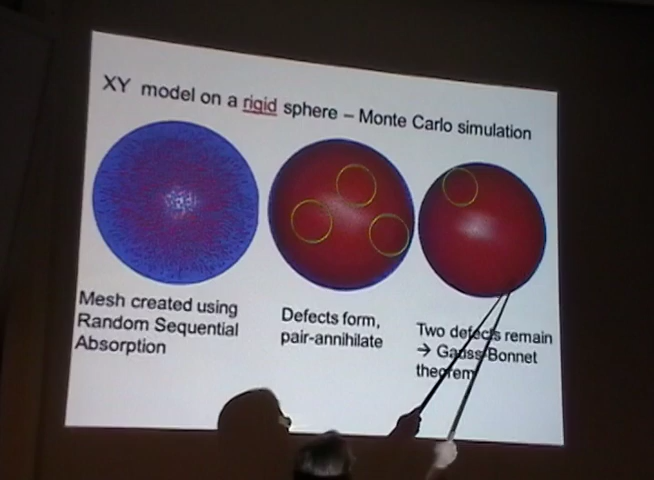 XY model on a rigid sphere – Monte Carlo simulation
Mesh created using
Random Sequential
Absorption
Defects form,
pair-annihilate
Two defects remain
→ Gauss-Bonnet
theorem